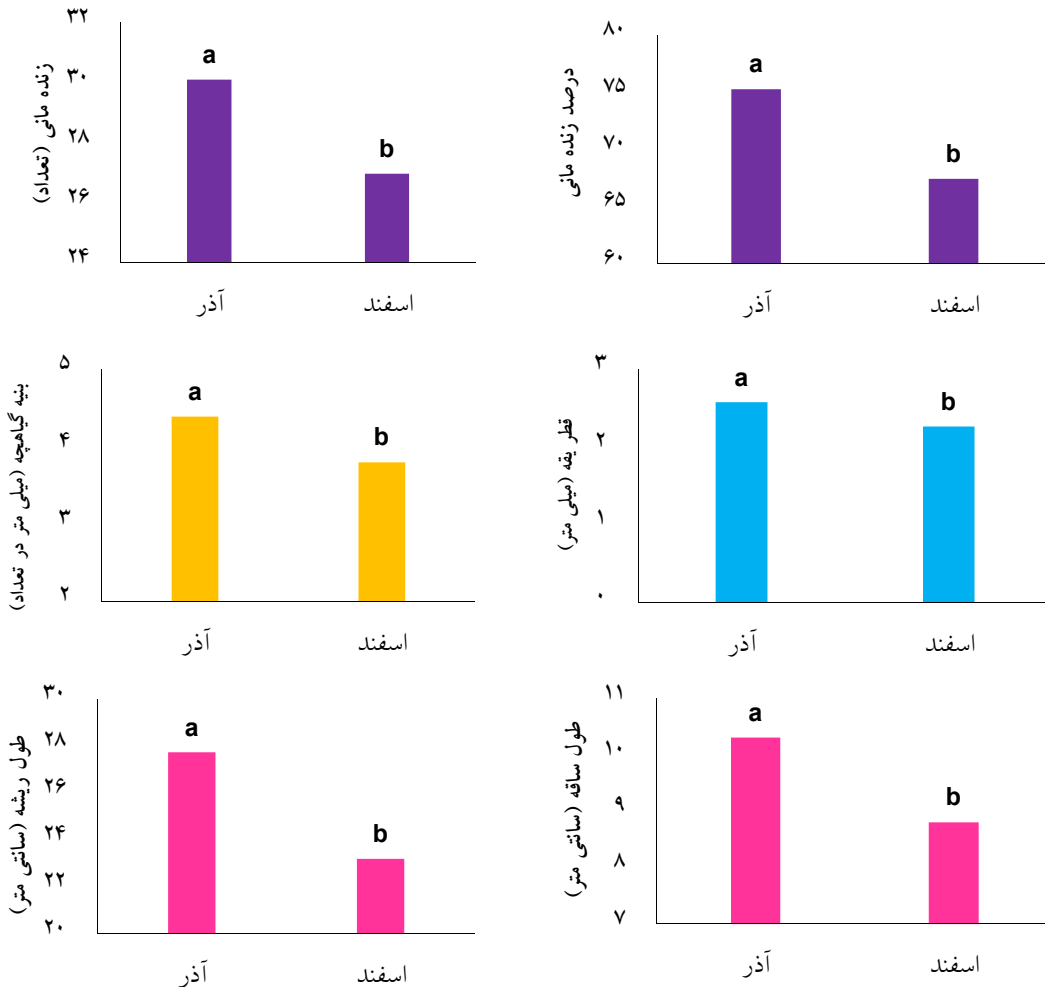 زنده مانی (تعداد)
۳۲
۳۰
۲۸
۲۶
۲۴
a
b
آذر
اسفند
درصد زنده مانی
۸۰
۷۵
۷۰
۶۵
۶۰
a
b
آذر
اسفند
بنیه گیاهچه (میلی متر در تعداد)
۵
۴
۳
۲
a
b
آذر
اسفند
قطر یقه (میلی متر)
۳
۲
۱
۰
a
b
آذر
اسفند
طول ریشه (سانتی متر)
۳۰
۲۸
۲۶
۲۴
۲۲
۲۰
a
b
آذر
اسفند
طول ساقه (سانتی متر)
۱۱
۱۰
۹
۸
۷
a
b
آذر
اسفند